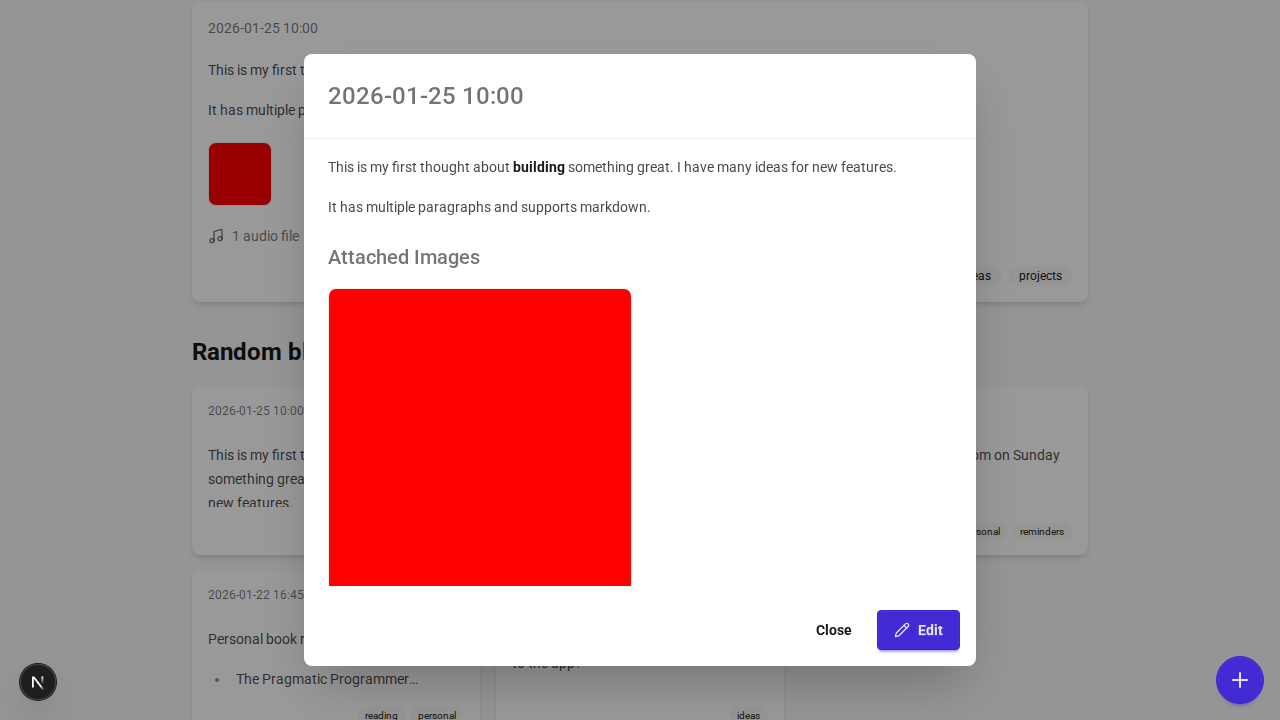 2026-01-25 10:00
This is my first t
It has multiple p
1 audio file
eas
projects
2026-01-25 10:00
This is my first thought about building something great. I have many ideas for new features.
It has multiple paragraphs and supports markdown.
Attached Images
Close
Edit
Random b
2026-01-25 10:00
This is my first t
something grea
new features.
om on Sunday
sonal
reminders
2026-01-22 16:45
Personal book r
• The Pragmatic Programmer…
reading
personal
to the app?
ideas
N